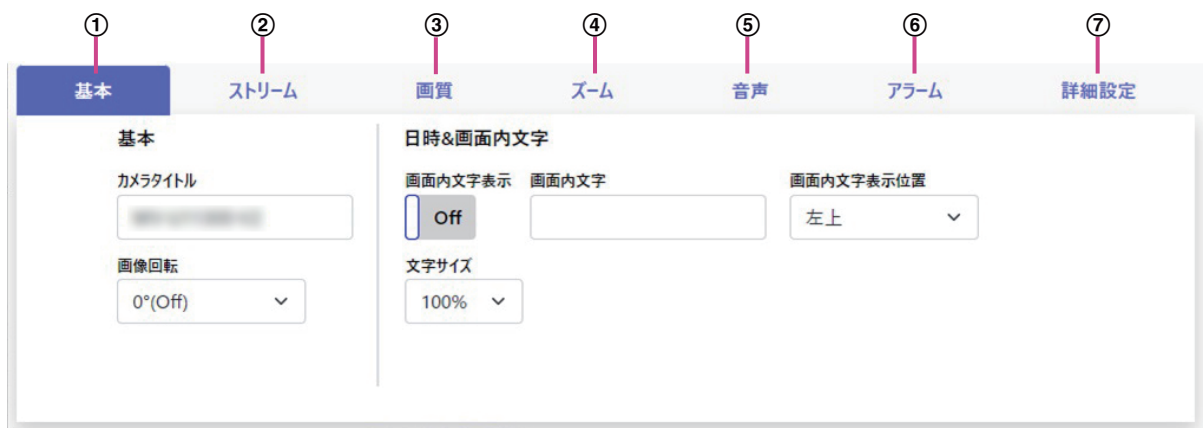 ① ② ③ ④ ⑤ ⑥ ⑦
基本 ストリーム 画質 ズーム 音声 アラーム 詳細設定
基本 日時&画面内文字
カメラタイトル 画面内文字表示 画面内文字 画面内文字表示位置
Off 左上
画像回転 文字サイズ
0°(Off) 100%